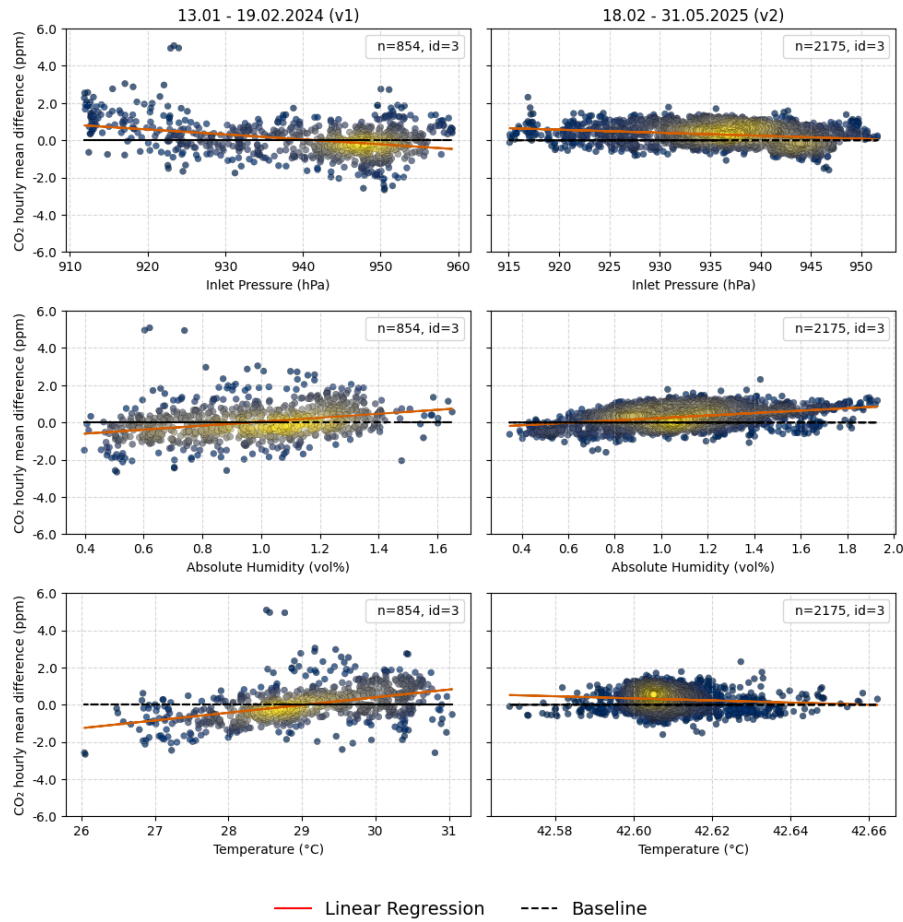 13.01 - 19.02.2024 (v1)
18.02 - 31.05.2025 (v2)
CO₂ hourly mean difference (ppm)
6.0
4.0
2.0
0.0
-2.0
-4.0
-6.0
n=854, id=3
910 920 930 940 950 960
Inlet Pressure (hPa)
n=2175, id=3
915 920 925 930 935 940 945 950
Inlet Pressure (hPa)
CO₂ hourly mean difference (ppm)
6.0
4.0
2.0
0.0
-2.0
-4.0
-6.0
n=854, id=3
0.4 0.6 0.8 1.0 1.2 1.4 1.6
Absolute Humidity (vol%)
n=2175, id=3
0.4 0.6 0.8 1.0 1.2 1.4 1.6 1.8 2.0
Absolute Humidity (vol%)
CO₂ hourly mean difference (ppm)
6.0
4.0
2.0
0.0
-2.0
-4.0
-6.0
n=854, id=3
26 27 28 29 30 31
Temperature (°C)
n=2175, id=3
42.58 42.60 42.62 42.64 42.66
Temperature (°C)
Linear Regression
Baseline